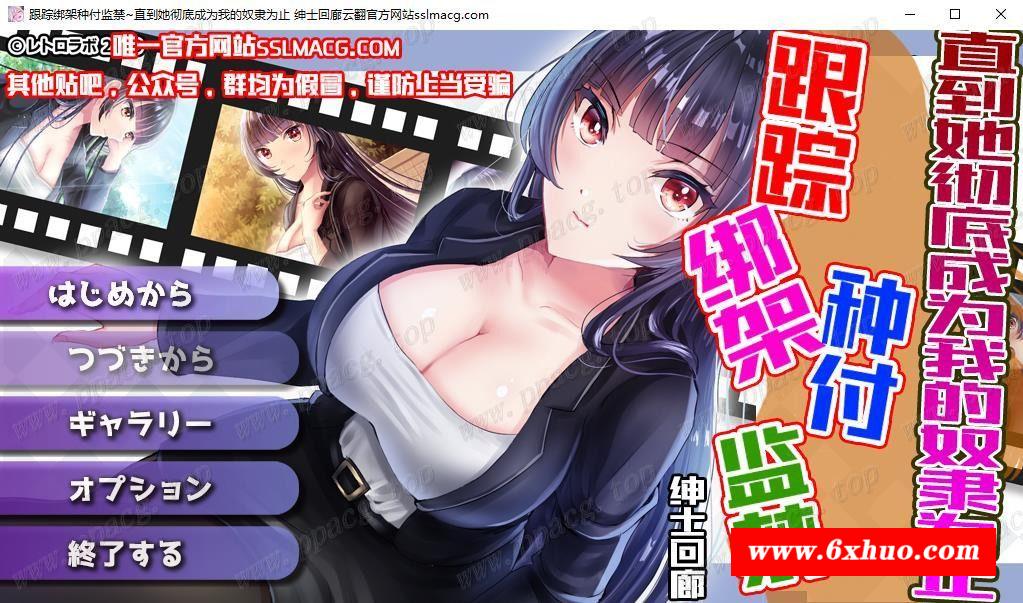 跟踪绑架种付监禁~直到她彻底成为我的奴隶为止 绅士回廊云翻官方网站sslmacg.com
©レトロラボ 2
唯一官方网站SSLMACG.COM
其他贴吧，公众号，群均为假冒，谨防上当受骗
跟踪
绑架
种付
监禁
直到她彻底成为我的奴隶为止
绅士回廊
はじめから
つづきから
ギャラリー
オプション
終了する
www.ppacg.top
www.6xhuo.com